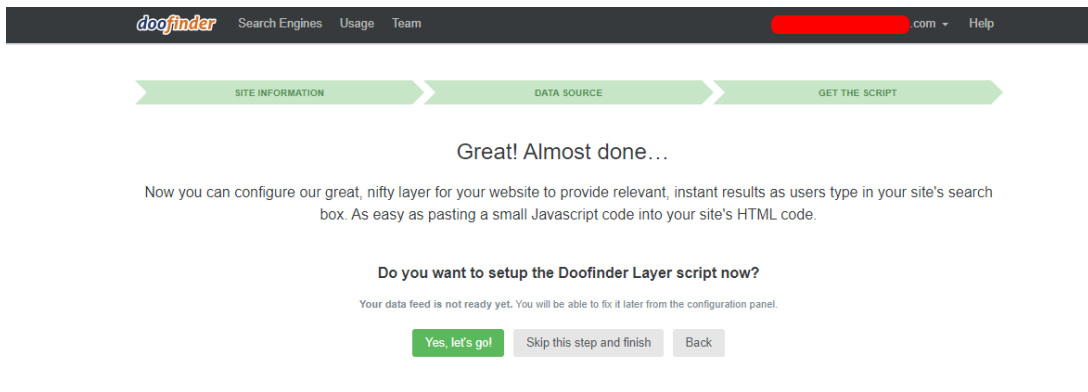 doofinder Search Engines Usage Team .com Help
SITE INFORMATION DATA SOURCE GET THE SCRIPT
Great! Almost done…
Now you can configure our great, nifty layer for your website to provide relevant, instant results as users type in your site's search
box. As easy as pasting a small Javascript code into your site's HTML code.
Do you want to setup the Doofinder Layer script now?
Your data feed is not ready yet. You will be able to fix it later from the configuration panel.
Yes, let's go! Skip this step and finish Back